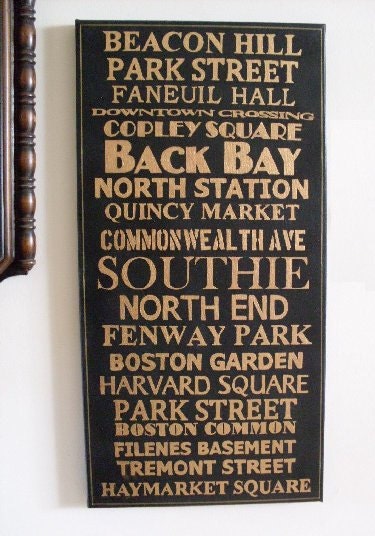 BEACON HILL
PARK STREET
FANEUIL HALL
DOWNTOWN CROSSING
COPLEY SQUARE
BACK BAY
NORTH STATION
QUINCY MARKET
COMMONWEALTH AVE
SOUTHIE
NORTH END
FENWAY PARK
BOSTON GARDEN
HARVARD SQUARE
PARK STREET
BOSTON COMMON
FILENES BASEMENT
TREMONT STREET
HAYMARKET SQUARE